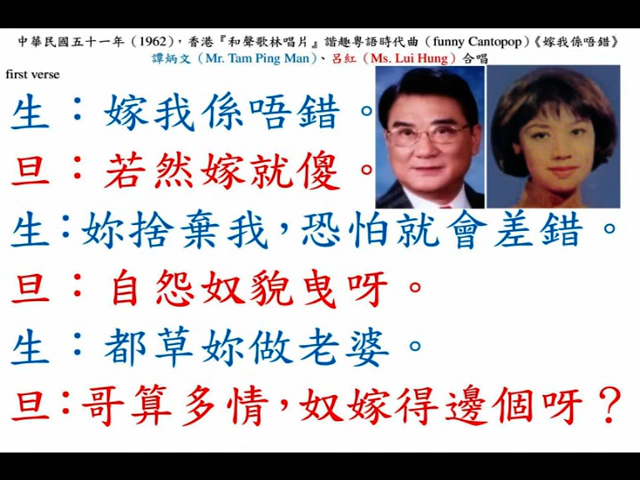 中華民國五十一年（1962），香港『和聲歌林唱片』諧趣粵語時代曲（funny Cantopop）《嫁我係唔錯》
譚炳文（Mr. Tam Ping Man）、呂紅（Ms. Lui Hung）合唱
first verse
生：嫁我係唔錯。
旦：若然嫁就傻。
生：妳捨棄我，恐怕就會差錯。
旦：自怨奴貌曳呀。
生：都草妳做老婆。
旦：哥算多情，奴嫁得邊個呀？